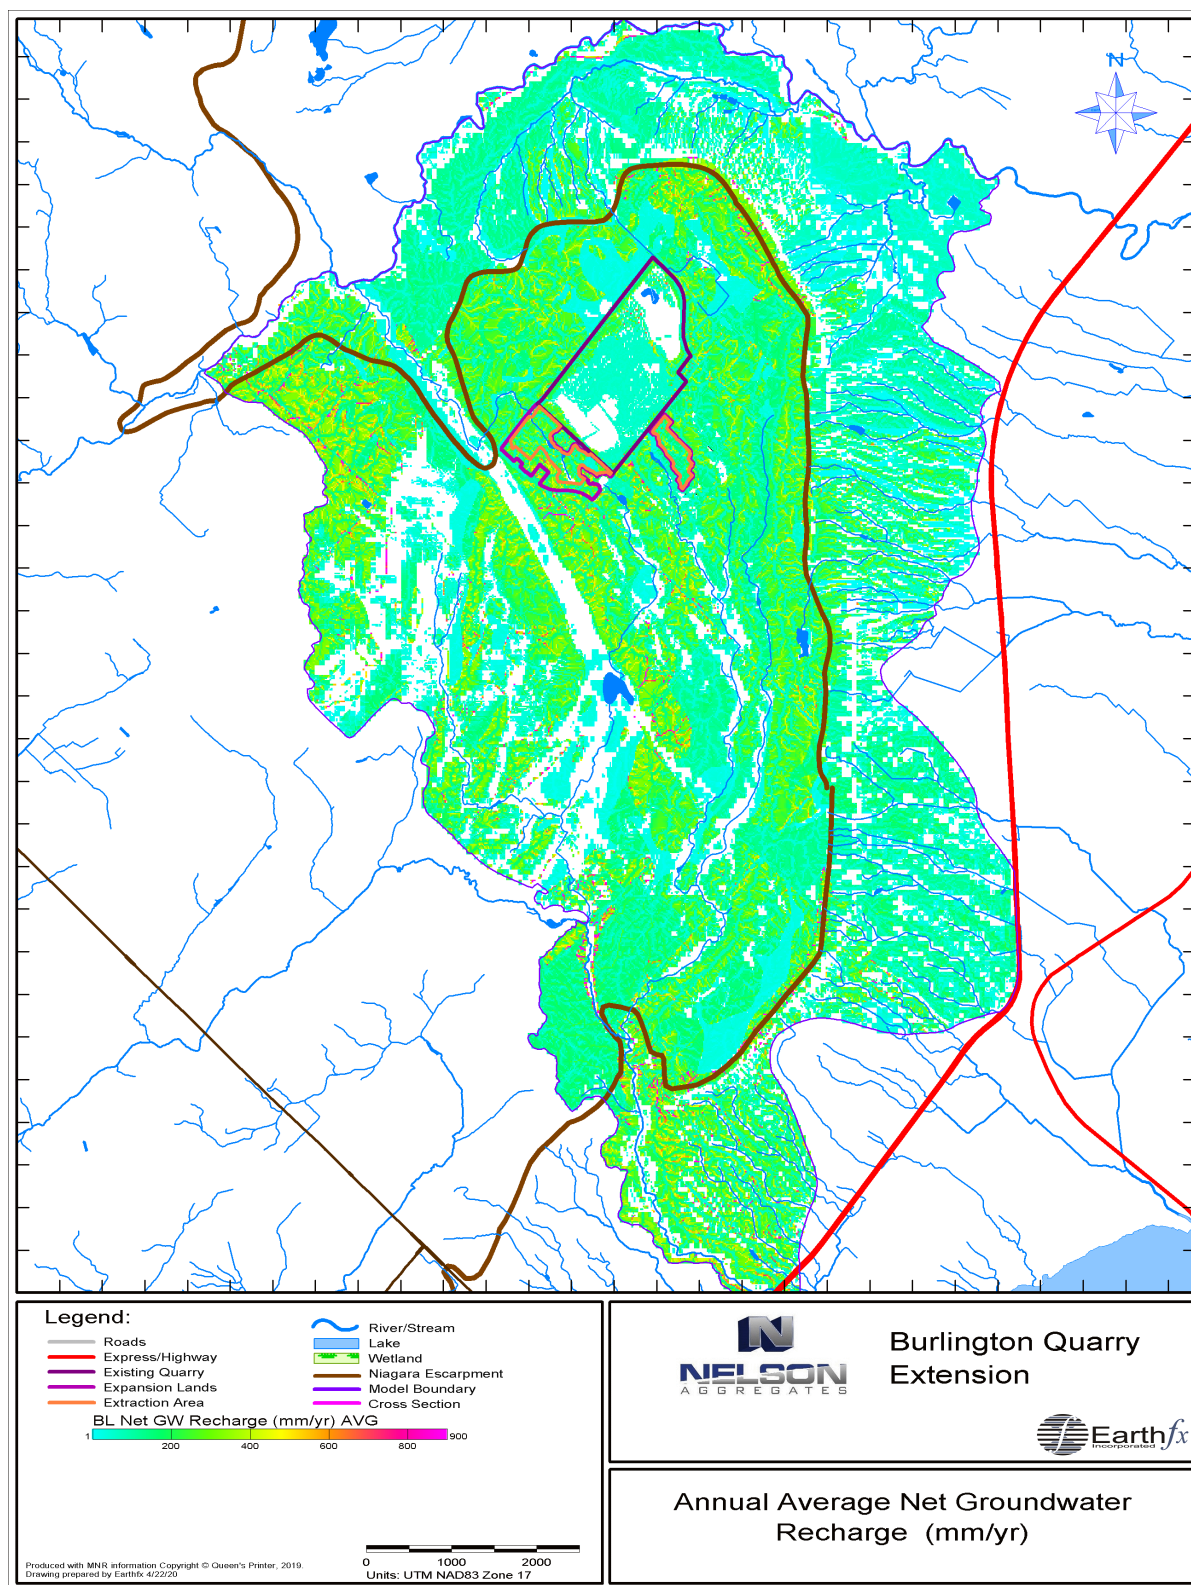 N
Legend:
Roads
Express/Highway
Existing Quarry
Expansion Lands
Extraction Area
River/Stream
Lake
Wetland
Niagara Escarpment
Model Boundary
Cross Section
BL Net GW Recharge (mm/yr) AVG
1 200 400 600 800 900
0 1000 2000
Units: UTM NAD83 Zone 17
Produced with MNR information Copyright © Queen's Printer, 2019.
Drawing prepared by Earthfx 4/22/20
N
NELSON
AGGREGATES
Burlington Quarry
Extension
Earthfx
Incorporated
Annual Average Net Groundwater
Recharge (mm/yr)